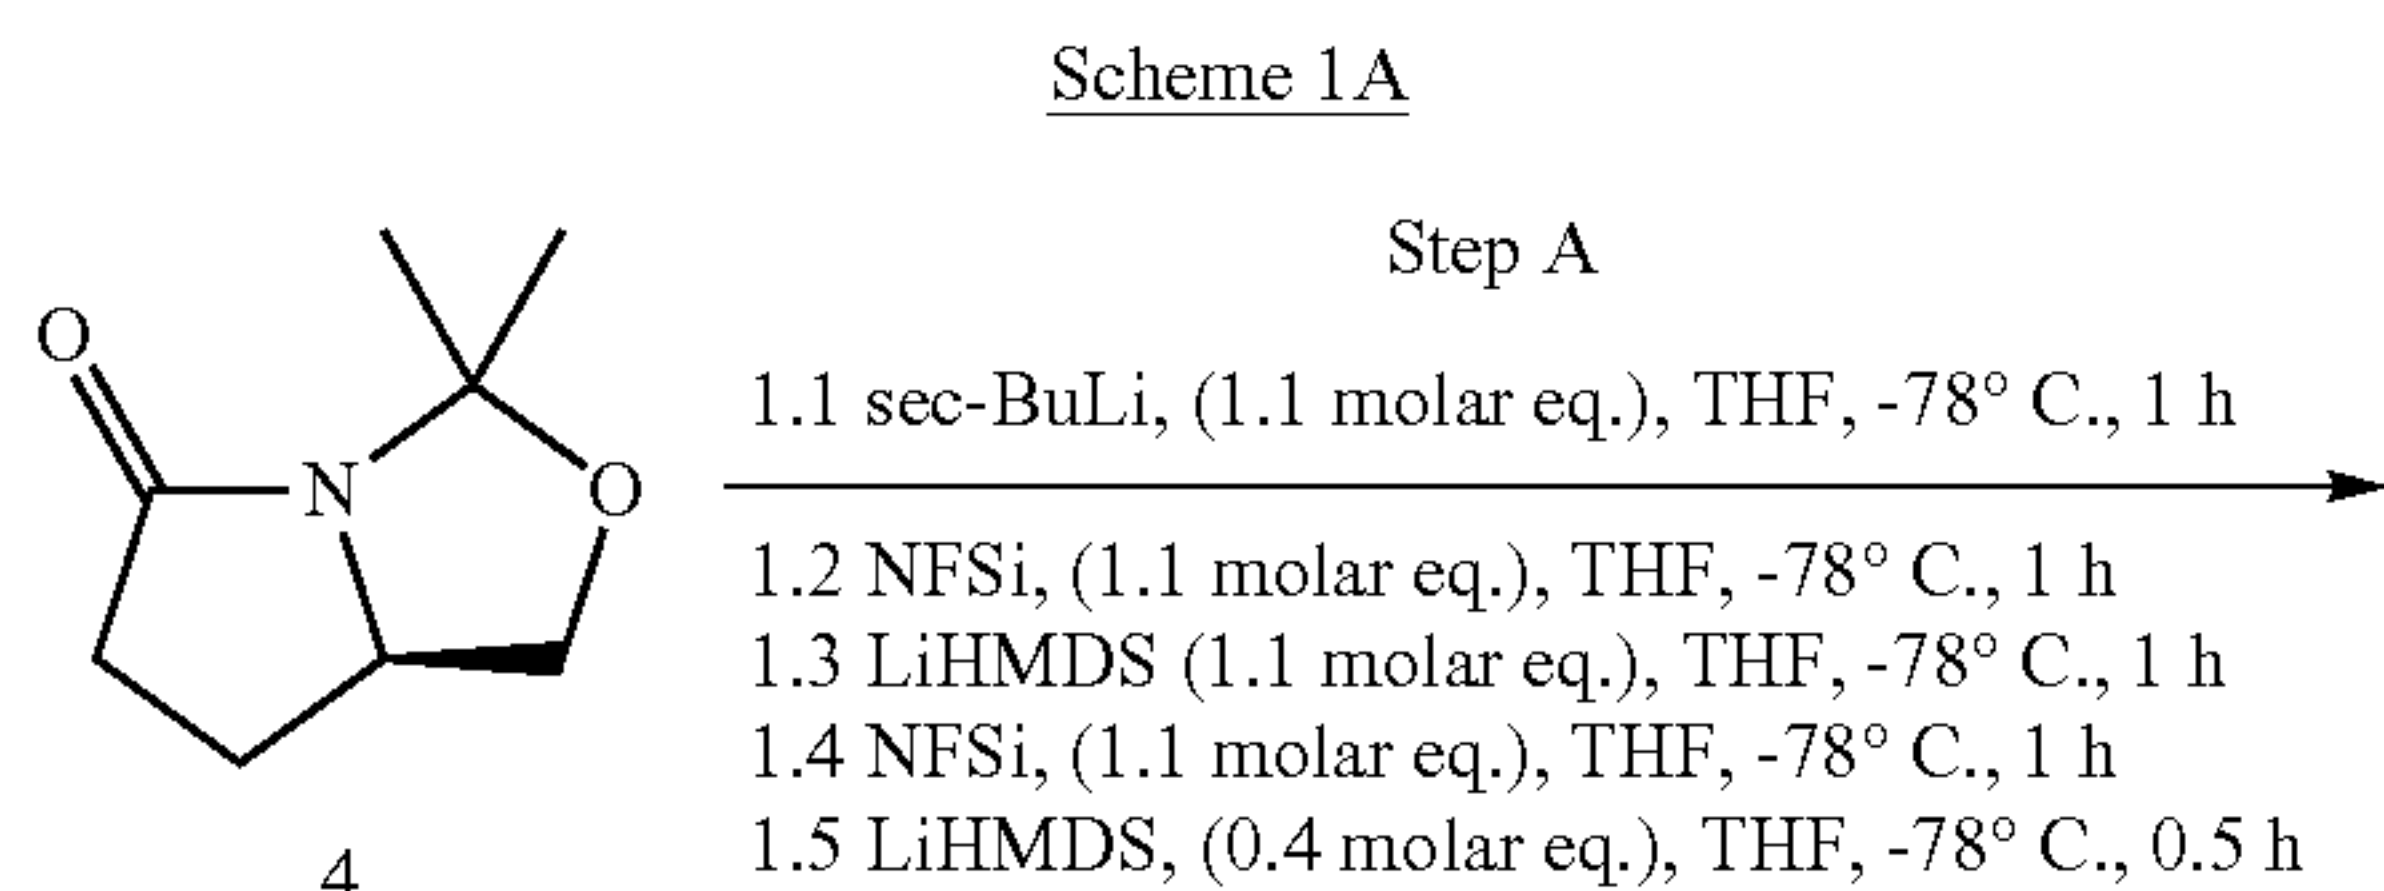 Scheme 1A
Step A
O
N
O
1.1 sec-BuLi, (1.1 molar eq.), THF, -78° C., 1 h
1.2 NFSi, (1.1 molar eq.), THF, -78° C., 1 h
1.3 LiHMDS (1.1 molar eq.), THF, -78° C., 1 h
1.4 NFSi, (1.1 molar eq.), THF, -78° C., 1 h
1.5 LiHMDS, (0.4 molar eq.), THF, -78° C., 0.5 h
4